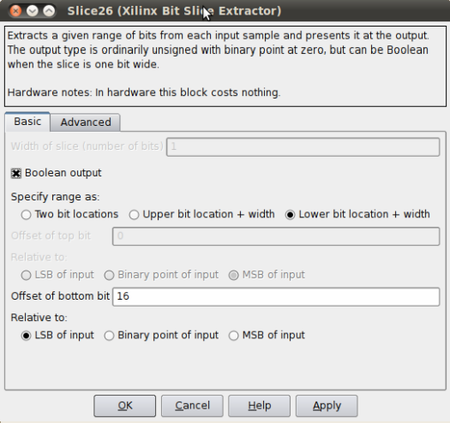 Slice26 (Xilinx Bit Slice Extractor)
Extracts a given range of bits from each input sample and presents it at the output.
The output type is ordinarily unsigned with binary point at zero, but can be Boolean
when the slice is one bit wide.
Hardware notes: In hardware this block costs nothing.
Basic Advanced
Width of slice (number of bits) 1
Boolean output
Specify range as:
Two bit locations Upper bit location + width Lower bit location + width
Offset of top bit 0
Relative to:
LSB of input Binary point of input MSB of input
Offset of bottom bit 16
Relative to:
LSB of input Binary point of input MSB of input
OK Cancel Help Apply